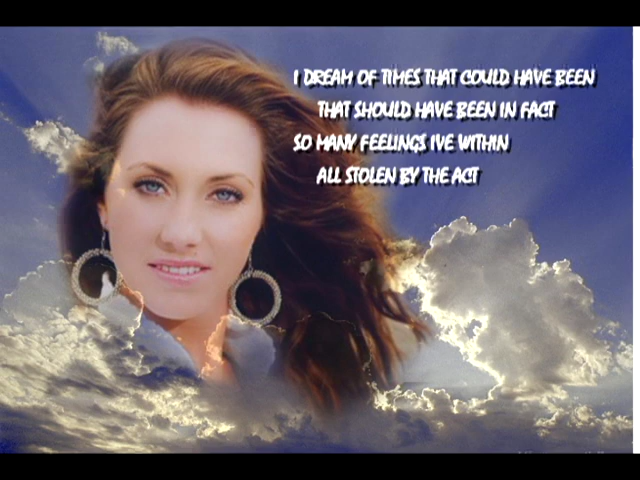 I DREAM OF TIMES THAT COULD HAVE BEEN
THAT SHOULD HAVE BEEN IN FACT
SO MANY FEELINGS IVE WITHIN
ALL STOLEN BY THE ACT